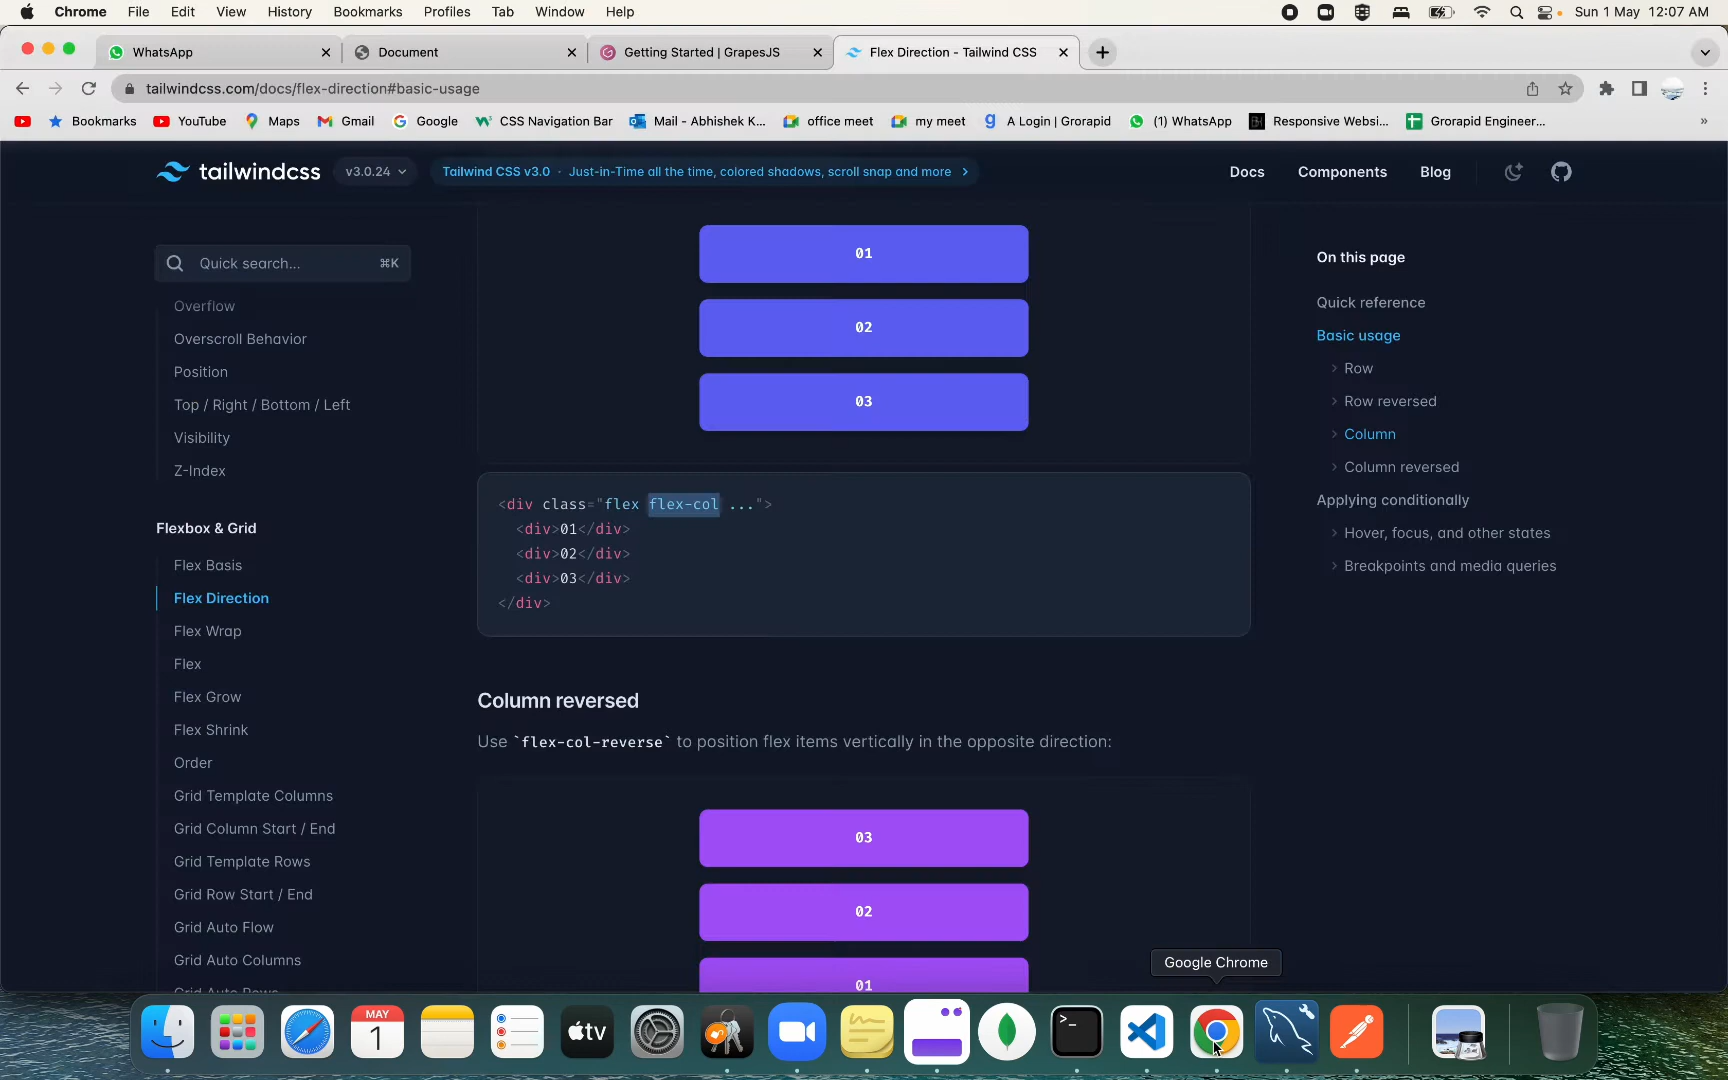 Chrome File Edit View History Bookmarks Profiles Tab Window Help Sun 1 May 12:07 AM
WhatsApp Document Getting Started | GrapesJS Flex Direction - Tailwind CSS
tailwindcss.com/docs/flex-direction#basic-usage
Bookmarks YouTube Maps Gmail Google CSS Navigation Bar Mail - Abhishek K... office meet my meet A Login | Grorapid (1) WhatsApp Responsive Websi... Grorapid Engineer... »
tailwindcss v3.0.24 Tailwind CSS v3.0 · Just-in-Time all the time, colored shadows, scroll snap and more Docs Components Blog
Quick search... ⌘K
Overflow
Overscroll Behavior
Position
Top / Right / Bottom / Left
Visibility
Z-Index
Flexbox & Grid
Flex Basis
Flex Direction
Flex Wrap
Flex
Flex Grow
Flex Shrink
Order
Grid Template Columns
Grid Column Start / End
Grid Template Rows
Grid Row Start / End
Grid Auto Flow
Grid Auto Columns
Grid Auto Rows
01
02
03
<div class="flex flex-col ...">
<div>01</div>
<div>02</div>
<div>03</div>
</div>
Column reversed
Use `flex-col-reverse` to position flex items vertically in the opposite direction:
03
02
01
On this page
Quick reference
Basic usage
Row
Row reversed
Column
Column reversed
Applying conditionally
Hover, focus, and other states
Breakpoints and media queries
Google Chrome
MAY
1
tv
>_